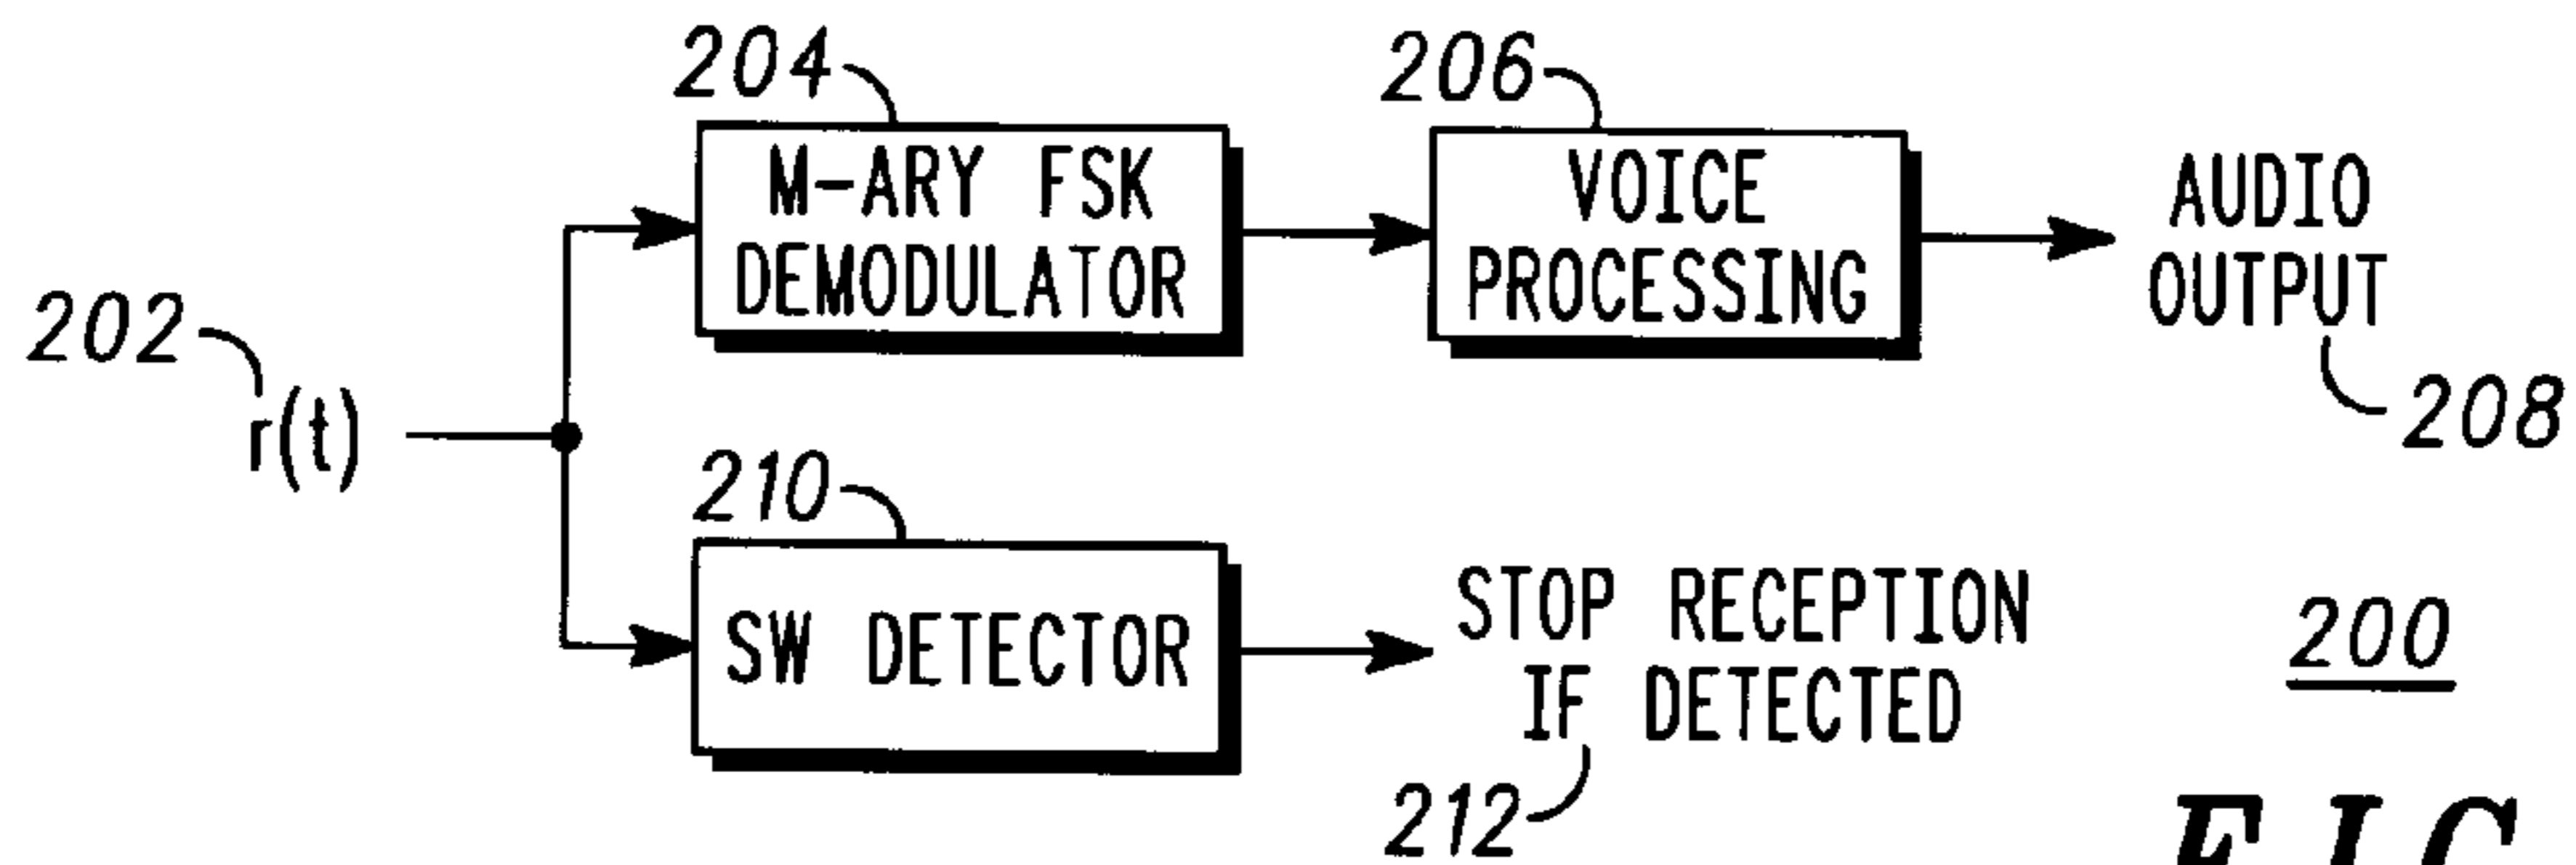 204
206
M-ARY FSK
DEMODULATOR
VOICE
PROCESSING
AUDIO
OUTPUT
202
r(t)
208
210
SW DETECTOR
STOP RECEPTION
IF DETECTED
200
212